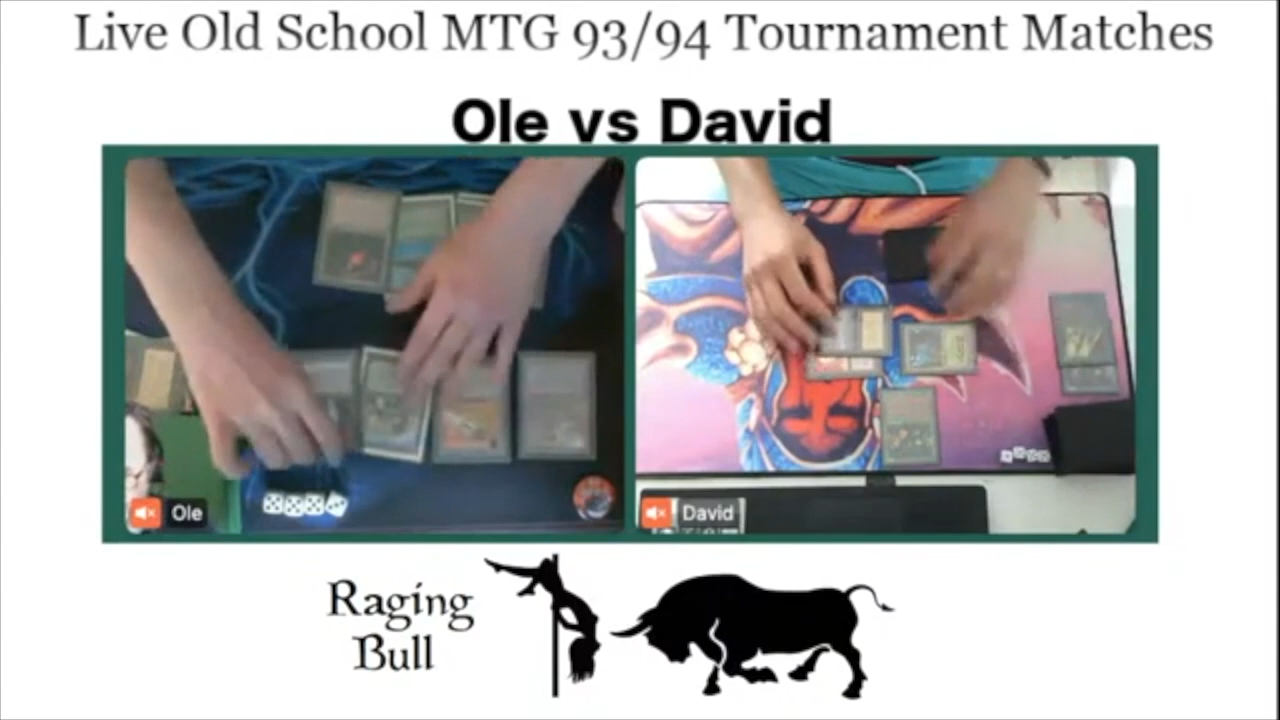 Live Old School MTG 93/94 Tournament Matches
Ole vs David
Ole
David
Raging
Bull